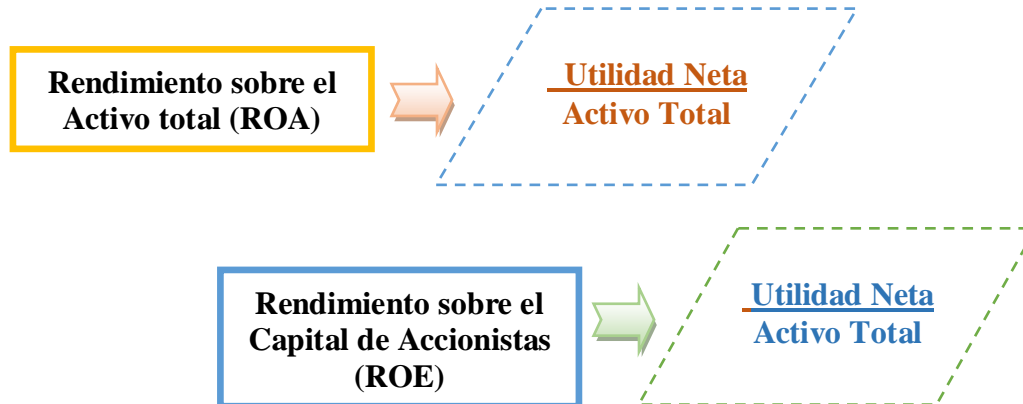 Rendimiento sobre el
Activo total (ROA)
Utilidad Neta
Activo Total
Rendimiento sobre el
Capital de Accionistas
(ROE)
Utilidad Neta
Activo Total